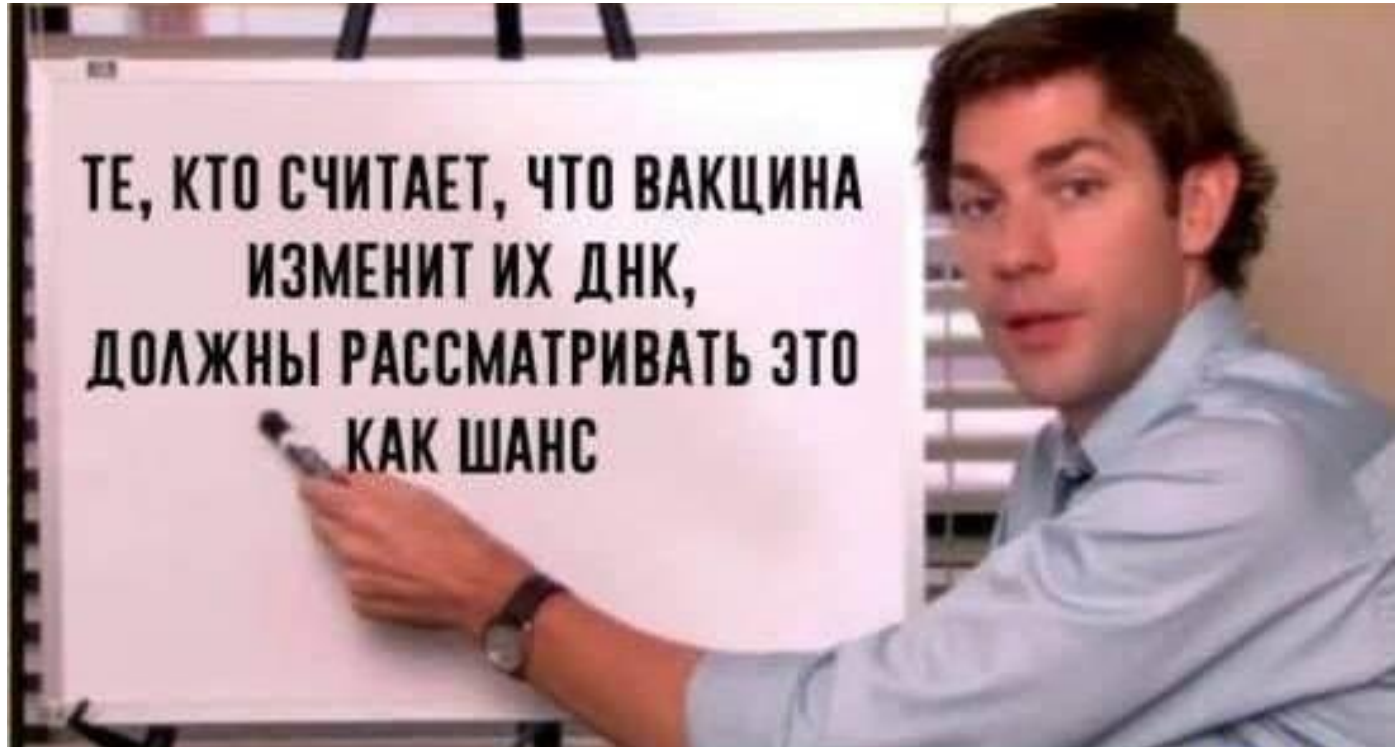 ТЕ, КТО СЧИТАЕТ, ЧТО ВАКЦИНА
ИЗМЕНИТ ИХ ДНК,
ДОЛЖНЫ РАССМАТРИВАТЬ ЭТО
КАК ШАНС